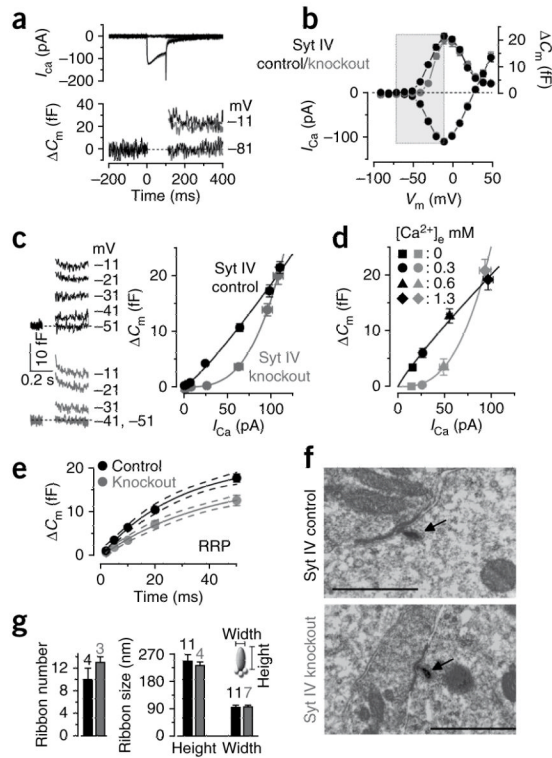 a
I_ca (pA)
0
−100
−200
ΔC_m (fF)
40
20
0
mV
−11
−81
−200 0 200 400
Time (ms)
b
Syt IV
control/knockout
ΔC_m (fF)
20
10
0
I_Ca (pA)
0
−100
−100 −50 0 50
V_m (mV)
c
mV
−11
−21
−31
−41
−51
10 fF
0.2 s
−11
−21
−31
−41, −51
ΔC_m (fF)
20
10
0
Syt IV
control
Syt IV
knockout
0 50 100
I_Ca (pA)
d
[Ca²⁺]_e mM
: 0
: 0.3
: 0.6
: 1.3
ΔC_m (fF)
20
10
0
0 50 100
I_Ca (pA)
e
Control
Knockout
ΔC_m (fF)
20
10
0
RRP
0 20 40
Time (ms)
f
Syt IV control
Syt IV knockout
g
Ribbon number
12
8
4
0
4 3
Ribbon size (nm)
270
180
90
0
11 4
11 7
Width
Height
Height Width